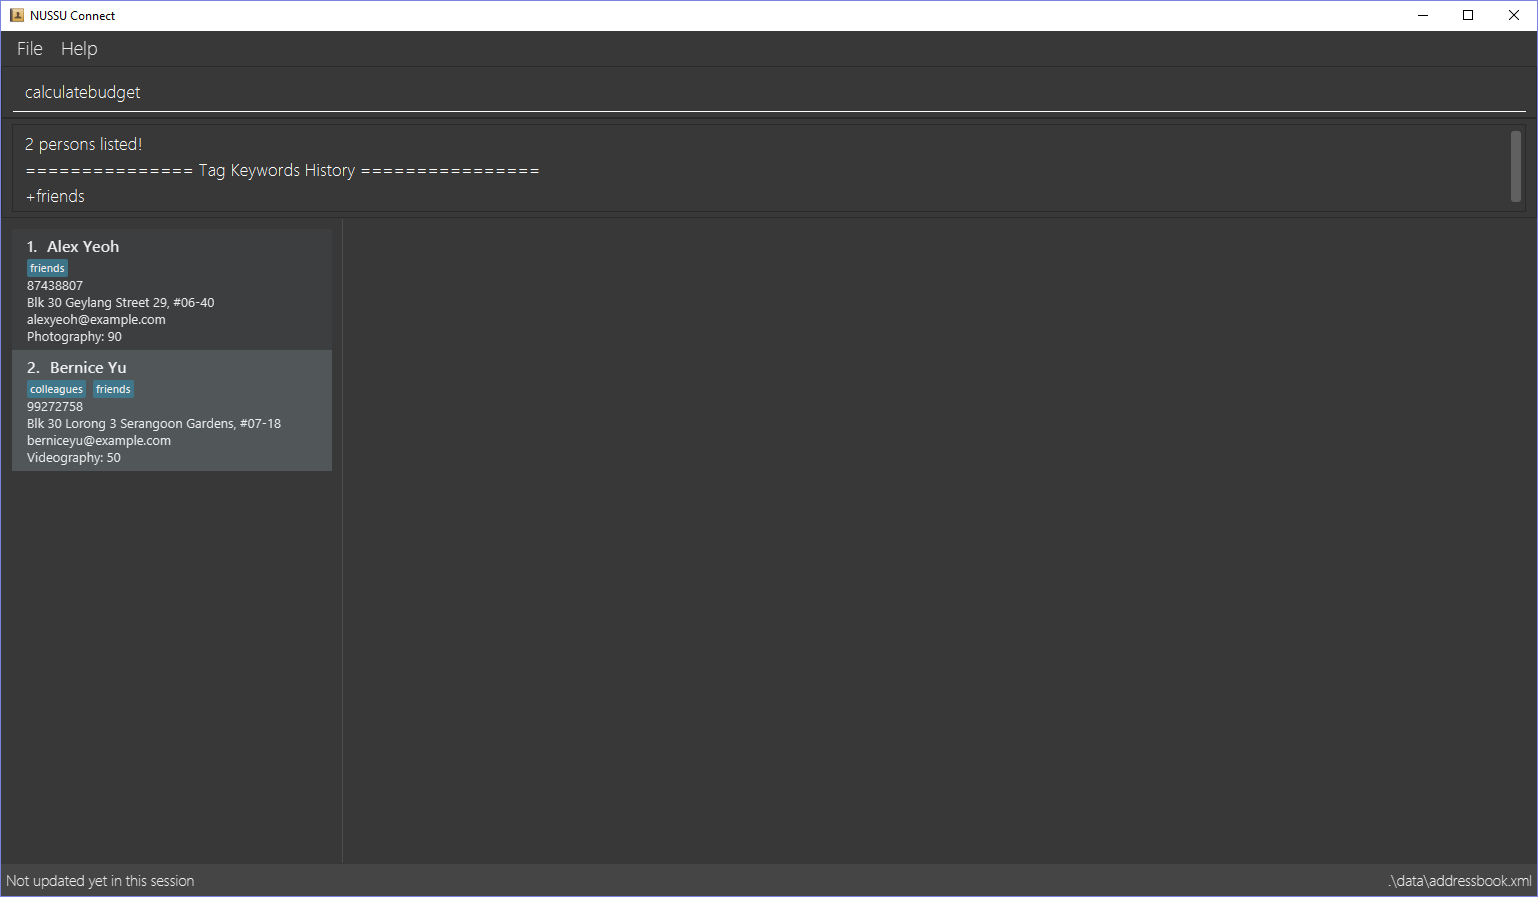 NUSSU Connect
File Help
calculatebudget
2 persons listed!
=============== Tag Keywords History ================
+friends
1. Alex Yeoh
friends
87438807
Blk 30 Geylang Street 29, #06-40
alexyeoh@example.com
Photography: 90
2. Bernice Yu
colleagues friends
99272758
Blk 30 Lorong 3 Serangoon Gardens, #07-18
berniceyu@example.com
Videography: 50
Not updated yet in this session .\data\addressbook.xml